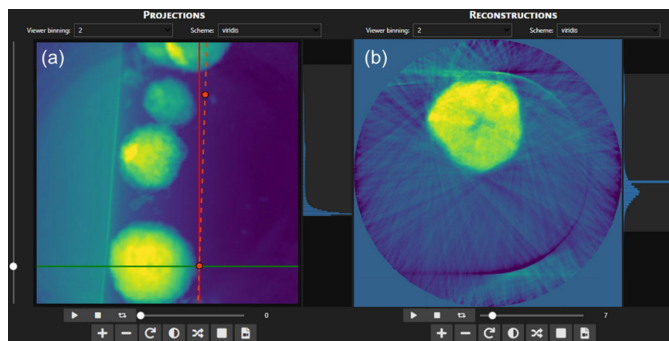 PROJECTIONS
Viewer binning: 2 Scheme: viridis
(a)
0
RECONSTRUCTIONS
Viewer binning: 2 Scheme: viridis
(b)
7